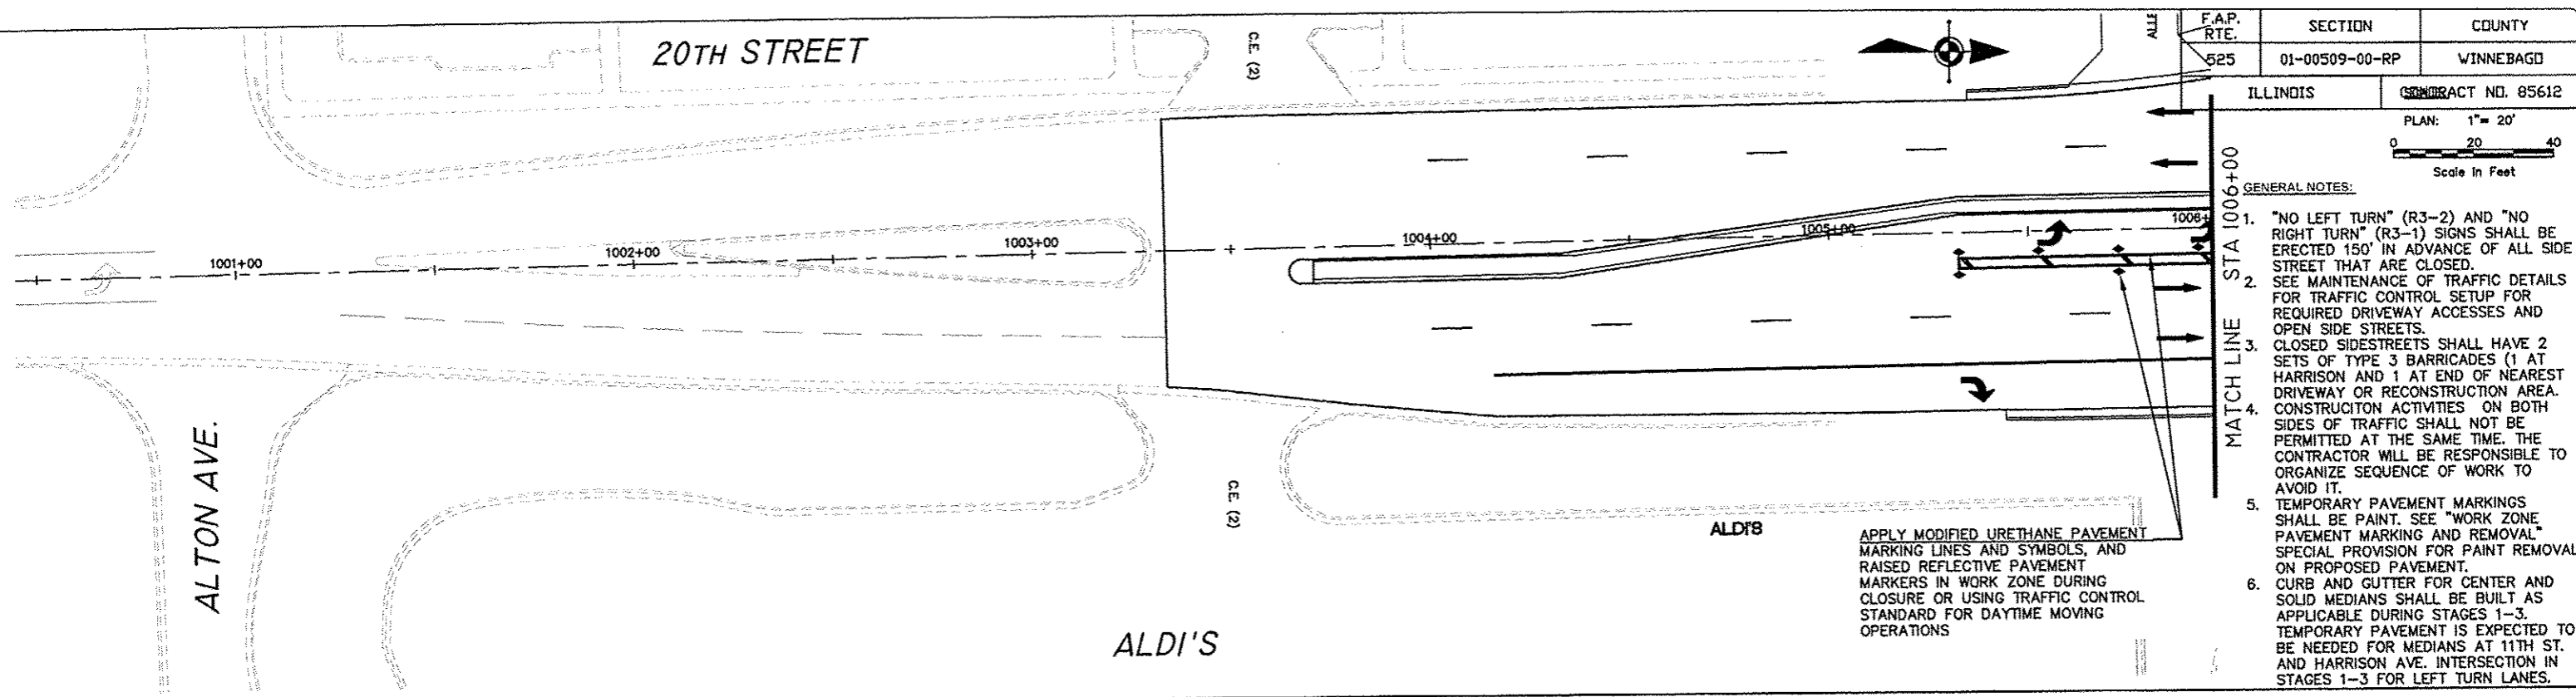 20TH STREET
C.E. (2)
F.A.P. RTE.
SECTION
COUNTY
525
01-00509-00-RP
WINNEBAGO
ILLINOIS
CONTRACT NO. 85612
PLAN: 1"= 20'
0 20 40
Scale In Feet
GENERAL NOTES:
1. "NO LEFT TURN" (R3-2) AND "NO
RIGHT TURN" (R3-1) SIGNS SHALL BE
ERECTED 150' IN ADVANCE OF ALL SIDE
STREET THAT ARE CLOSED.
2. SEE MAINTENANCE OF TRAFFIC DETAILS
FOR TRAFFIC CONTROL SETUP FOR
REQUIRED DRIVEWAY ACCESSES AND
OPEN SIDE STREETS.
3. CLOSED SIDESTREETS SHALL HAVE 2
SETS OF TYPE 3 BARRICADES (1 AT
HARRISON AND 1 AT END OF NEAREST
DRIVEWAY OR RECONSTRUCTION AREA.
4. CONSTRUCITON ACTIVITIES ON BOTH
SIDES OF TRAFFIC SHALL NOT BE
PERMITTED AT THE SAME TIME. THE
CONTRACTOR WILL BE RESPONSIBLE TO
ORGANIZE SEQUENCE OF WORK TO
AVOID IT.
5. TEMPORARY PAVEMENT MARKINGS
SHALL BE PAINT. SEE "WORK ZONE
PAVEMENT MARKING AND REMOVAL"
SPECIAL PROVISION FOR PAINT REMOVAL
ON PROPOSED PAVEMENT.
6. CURB AND GUTTER FOR CENTER AND
SOLID MEDIANS SHALL BE BUILT AS
APPLICABLE DURING STAGES 1-3.
TEMPORARY PAVEMENT IS EXPECTED TO
BE NEEDED FOR MEDIANS AT 11TH ST.
AND HARRISON AVE. INTERSECTION IN
STAGES 1-3 FOR LEFT TURN LANES.
1001+00
1002+00
1003+00
1004+00
1005+00
1006+
MATCH LINE STA 1006+00
ALTON AVE.
C.E. (2)
ALDI'S
APPLY MODIFIED URETHANE PAVEMENT
MARKING LINES AND SYMBOLS, AND
RAISED REFLECTIVE PAVEMENT
MARKERS IN WORK ZONE DURING
CLOSURE OR USING TRAFFIC CONTROL
STANDARD FOR DAYTIME MOVING
OPERATIONS
ALDI'S